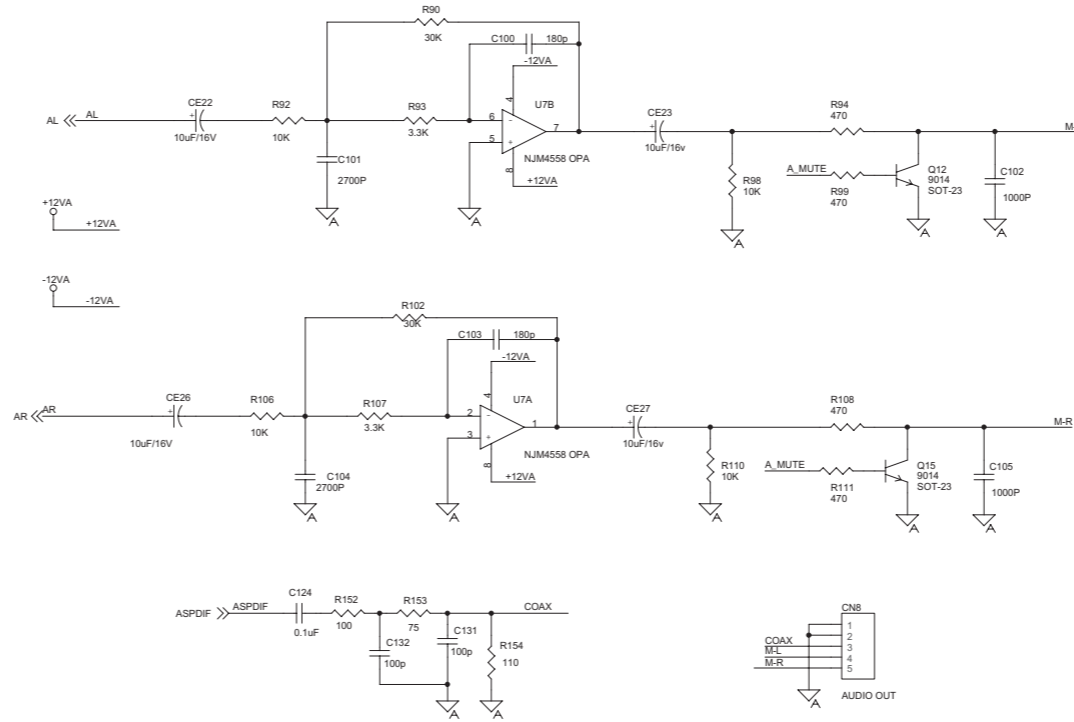 R90
30K
C100 180p
-12VA
4
U7B
AL AL
CE22
10uF/16V
R92
10K
R93
3.3K
6 -
5 +
7
8
NJM4558 OPA
+12VA
C101
2700P
A
A
CE23
10uF/16v
R98
10K
A
R94
470
M-
A_MUTE
R99
470
Q12
9014
SOT-23
A
C102
1000P
A
+12VA
+12VA
-12VA
-12VA
R102
30K
C103 180p
-12VA
4
U7A
AR AR
CE26
10uF/16V
R106
10K
R107
3.3K
2 -
3 +
1
8
NJM4558 OPA
+12VA
C104
2700P
A
A
CE27
10uF/16v
R110
10K
A
R108
470
M-R
A_MUTE
R111
470
Q15
9014
SOT-23
A
C105
1000P
A
ASPDIF ASPDIF
C124
0.1uF
R152
100
R153
75
COAX
C132
100p
C131
100p
R154
110
A
A
CN8
1
2
COAX 3
M-L 4
M-R 5
A
AUDIO OUT